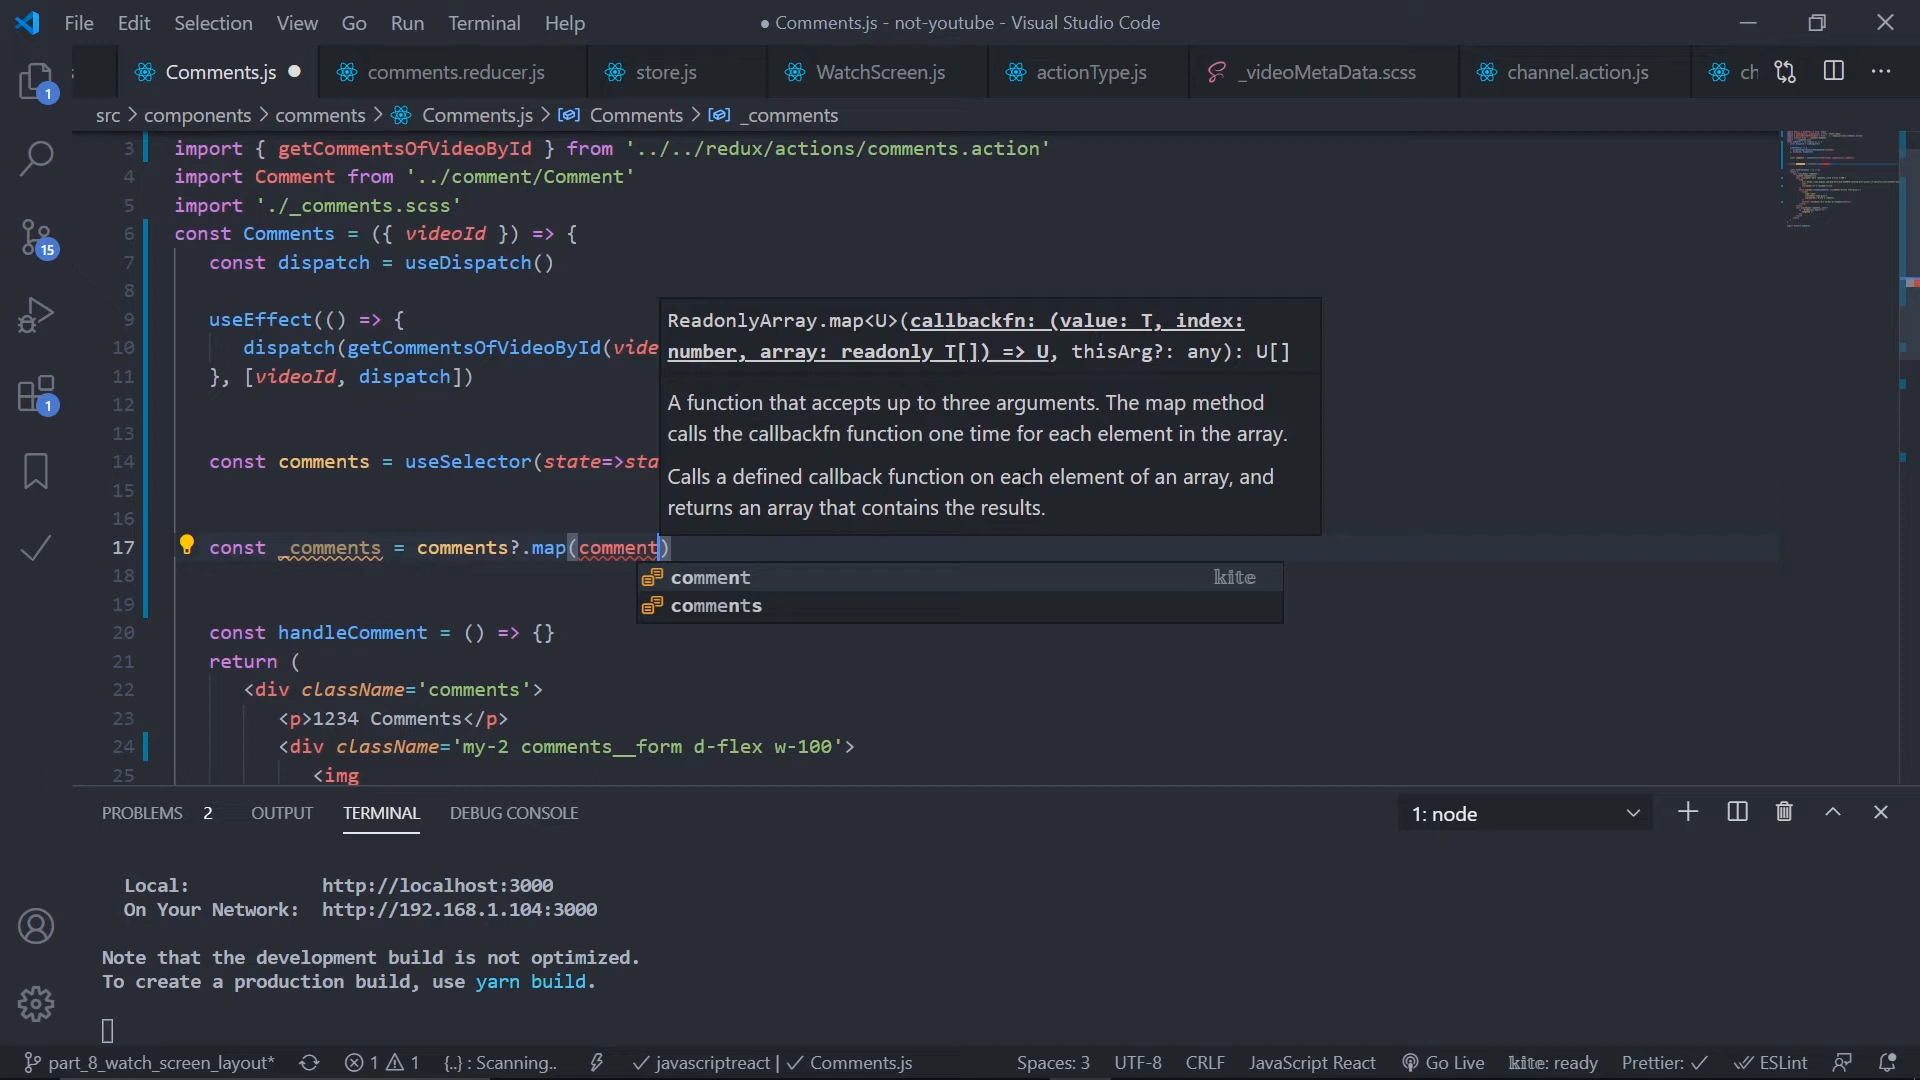 File Edit Selection View Go Run Terminal Help
● Comments.js - not-youtube - Visual Studio Code
s Comments.js ● comments.reducer.js store.js WatchScreen.js actionType.js _videoMetaData.scss channel.action.js ch ...
src > components > comments > Comments.js > Comments > _comments
3 import { getCommentsOfVideoById } from '../../redux/actions/comments.action'
4 import Comment from '../comment/Comment'
5 import './_comments.scss'
6 const Comments = ({ videoId }) => {
7 const dispatch = useDispatch()
8
9 useEffect(() => {
10 dispatch(getCommentsOfVideoById(vide
11 }, [videoId, dispatch])
12
13
14 const comments = useSelector(state=>sta
15
16
17 const _comments = comments?.map(comment)
18
19
20 const handleComment = () => {}
21 return (
22 <div className='comments'>
23 <p>1234 Comments</p>
24 <div className='my-2 comments__form d-flex w-100'>
25 <img
ReadonlyArray.map<U>(callbackfn: (value: T, index:
number, array: readonly T[]) => U, thisArg?: any): U[]
A function that accepts up to three arguments. The map method
calls the callbackfn function one time for each element in the array.
Calls a defined callback function on each element of an array, and
returns an array that contains the results.
comment kite
comments
1
15
1
PROBLEMS 2 OUTPUT TERMINAL DEBUG CONSOLE 1: node
Local: http://localhost:3000
On Your Network: http://192.168.1.104:3000
Note that the development build is not optimized.
To create a production build, use yarn build.
part_8_watch_screen_layout* 1 1 {..} : Scanning.. javascriptreact | ✓ Comments.js Spaces: 3 UTF-8 CRLF JavaScript React Go Live kite: ready Prettier: ✓ ESLint